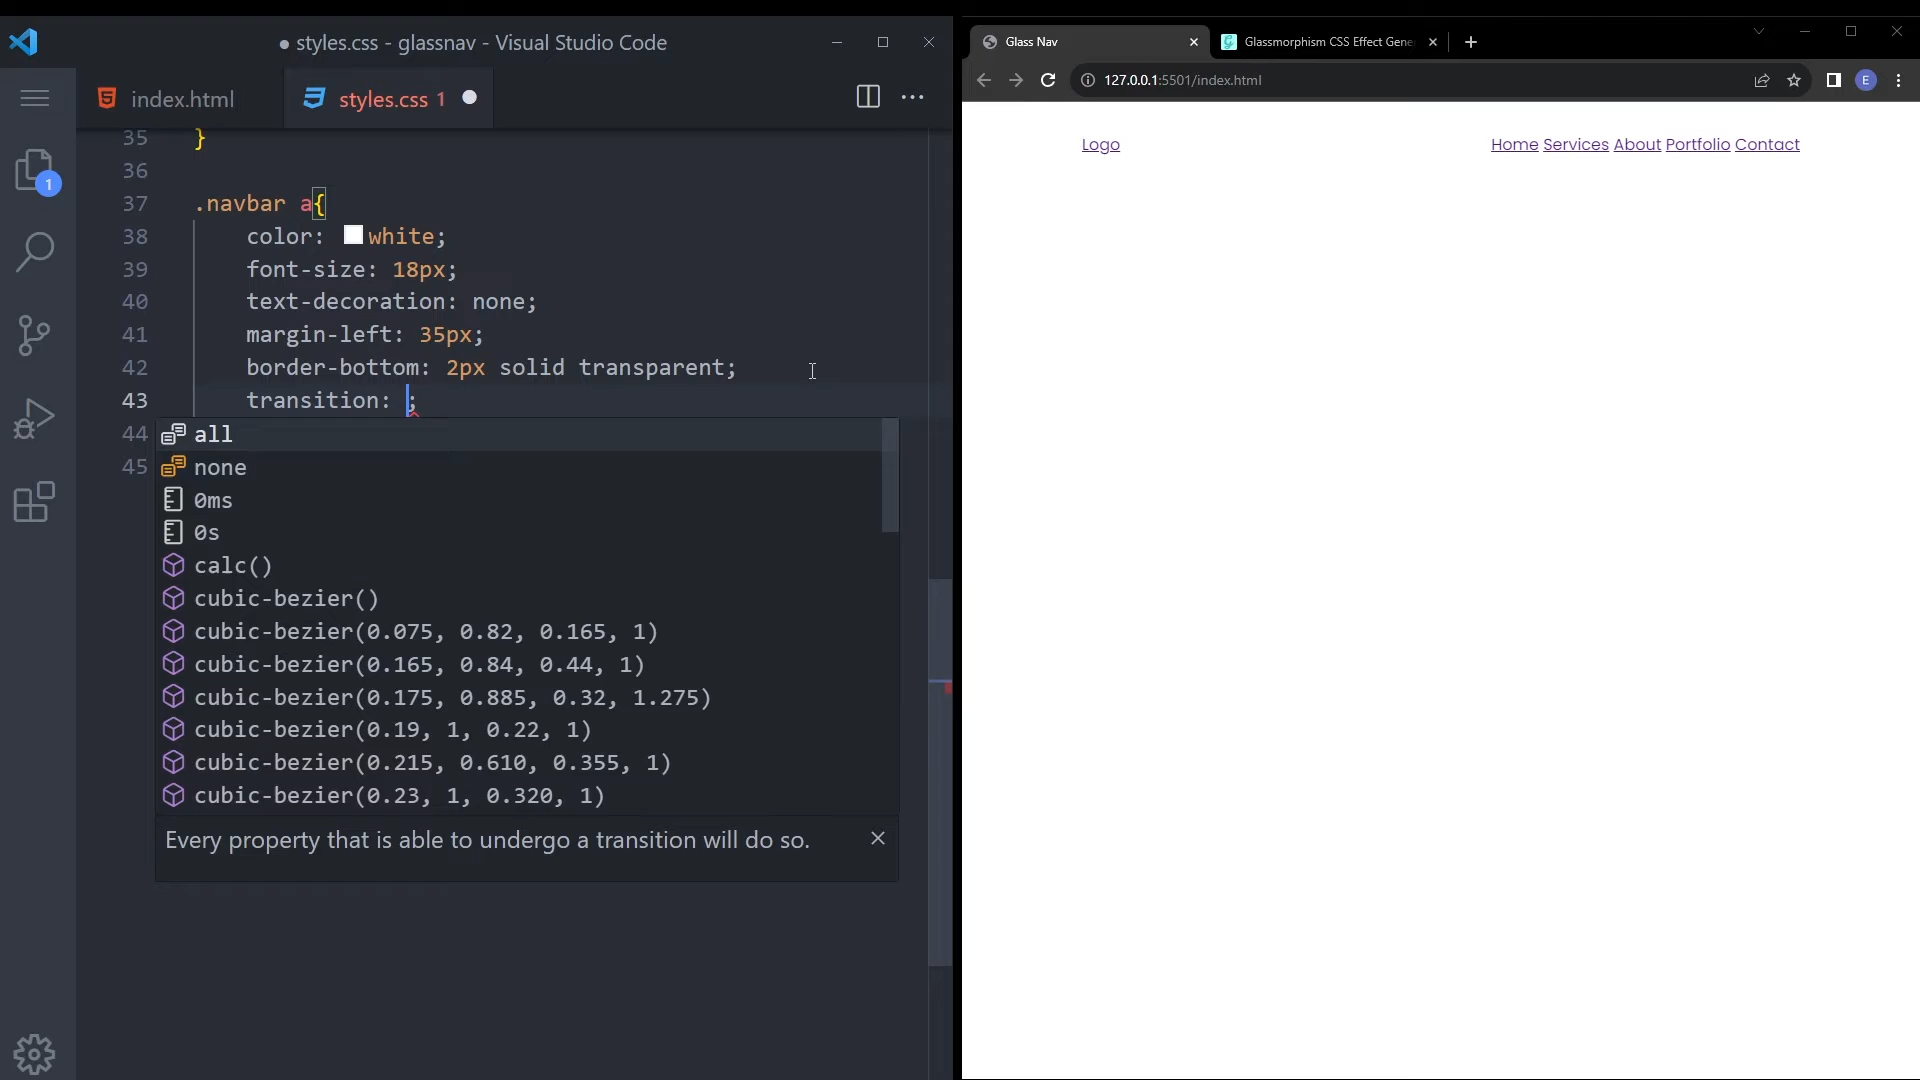 ● styles.css - glassnav - Visual Studio Code
index.html
styles.css 1
1
35 }
36
37 .navbar a{
38 color: white;
39 font-size: 18px;
40 text-decoration: none;
41 margin-left: 35px;
42 border-bottom: 2px solid transparent;
43 transition: ;
44
45
all
none
0ms
0s
calc()
cubic-bezier()
cubic-bezier(0.075, 0.82, 0.165, 1)
cubic-bezier(0.165, 0.84, 0.44, 1)
cubic-bezier(0.175, 0.885, 0.32, 1.275)
cubic-bezier(0.19, 1, 0.22, 1)
cubic-bezier(0.215, 0.610, 0.355, 1)
cubic-bezier(0.23, 1, 0.320, 1)
Every property that is able to undergo a transition will do so.
Glass Nav
Glassmorphism CSS Effect Gene
127.0.0.1:5501/index.html
E
Logo
Home Services About Portfolio Contact